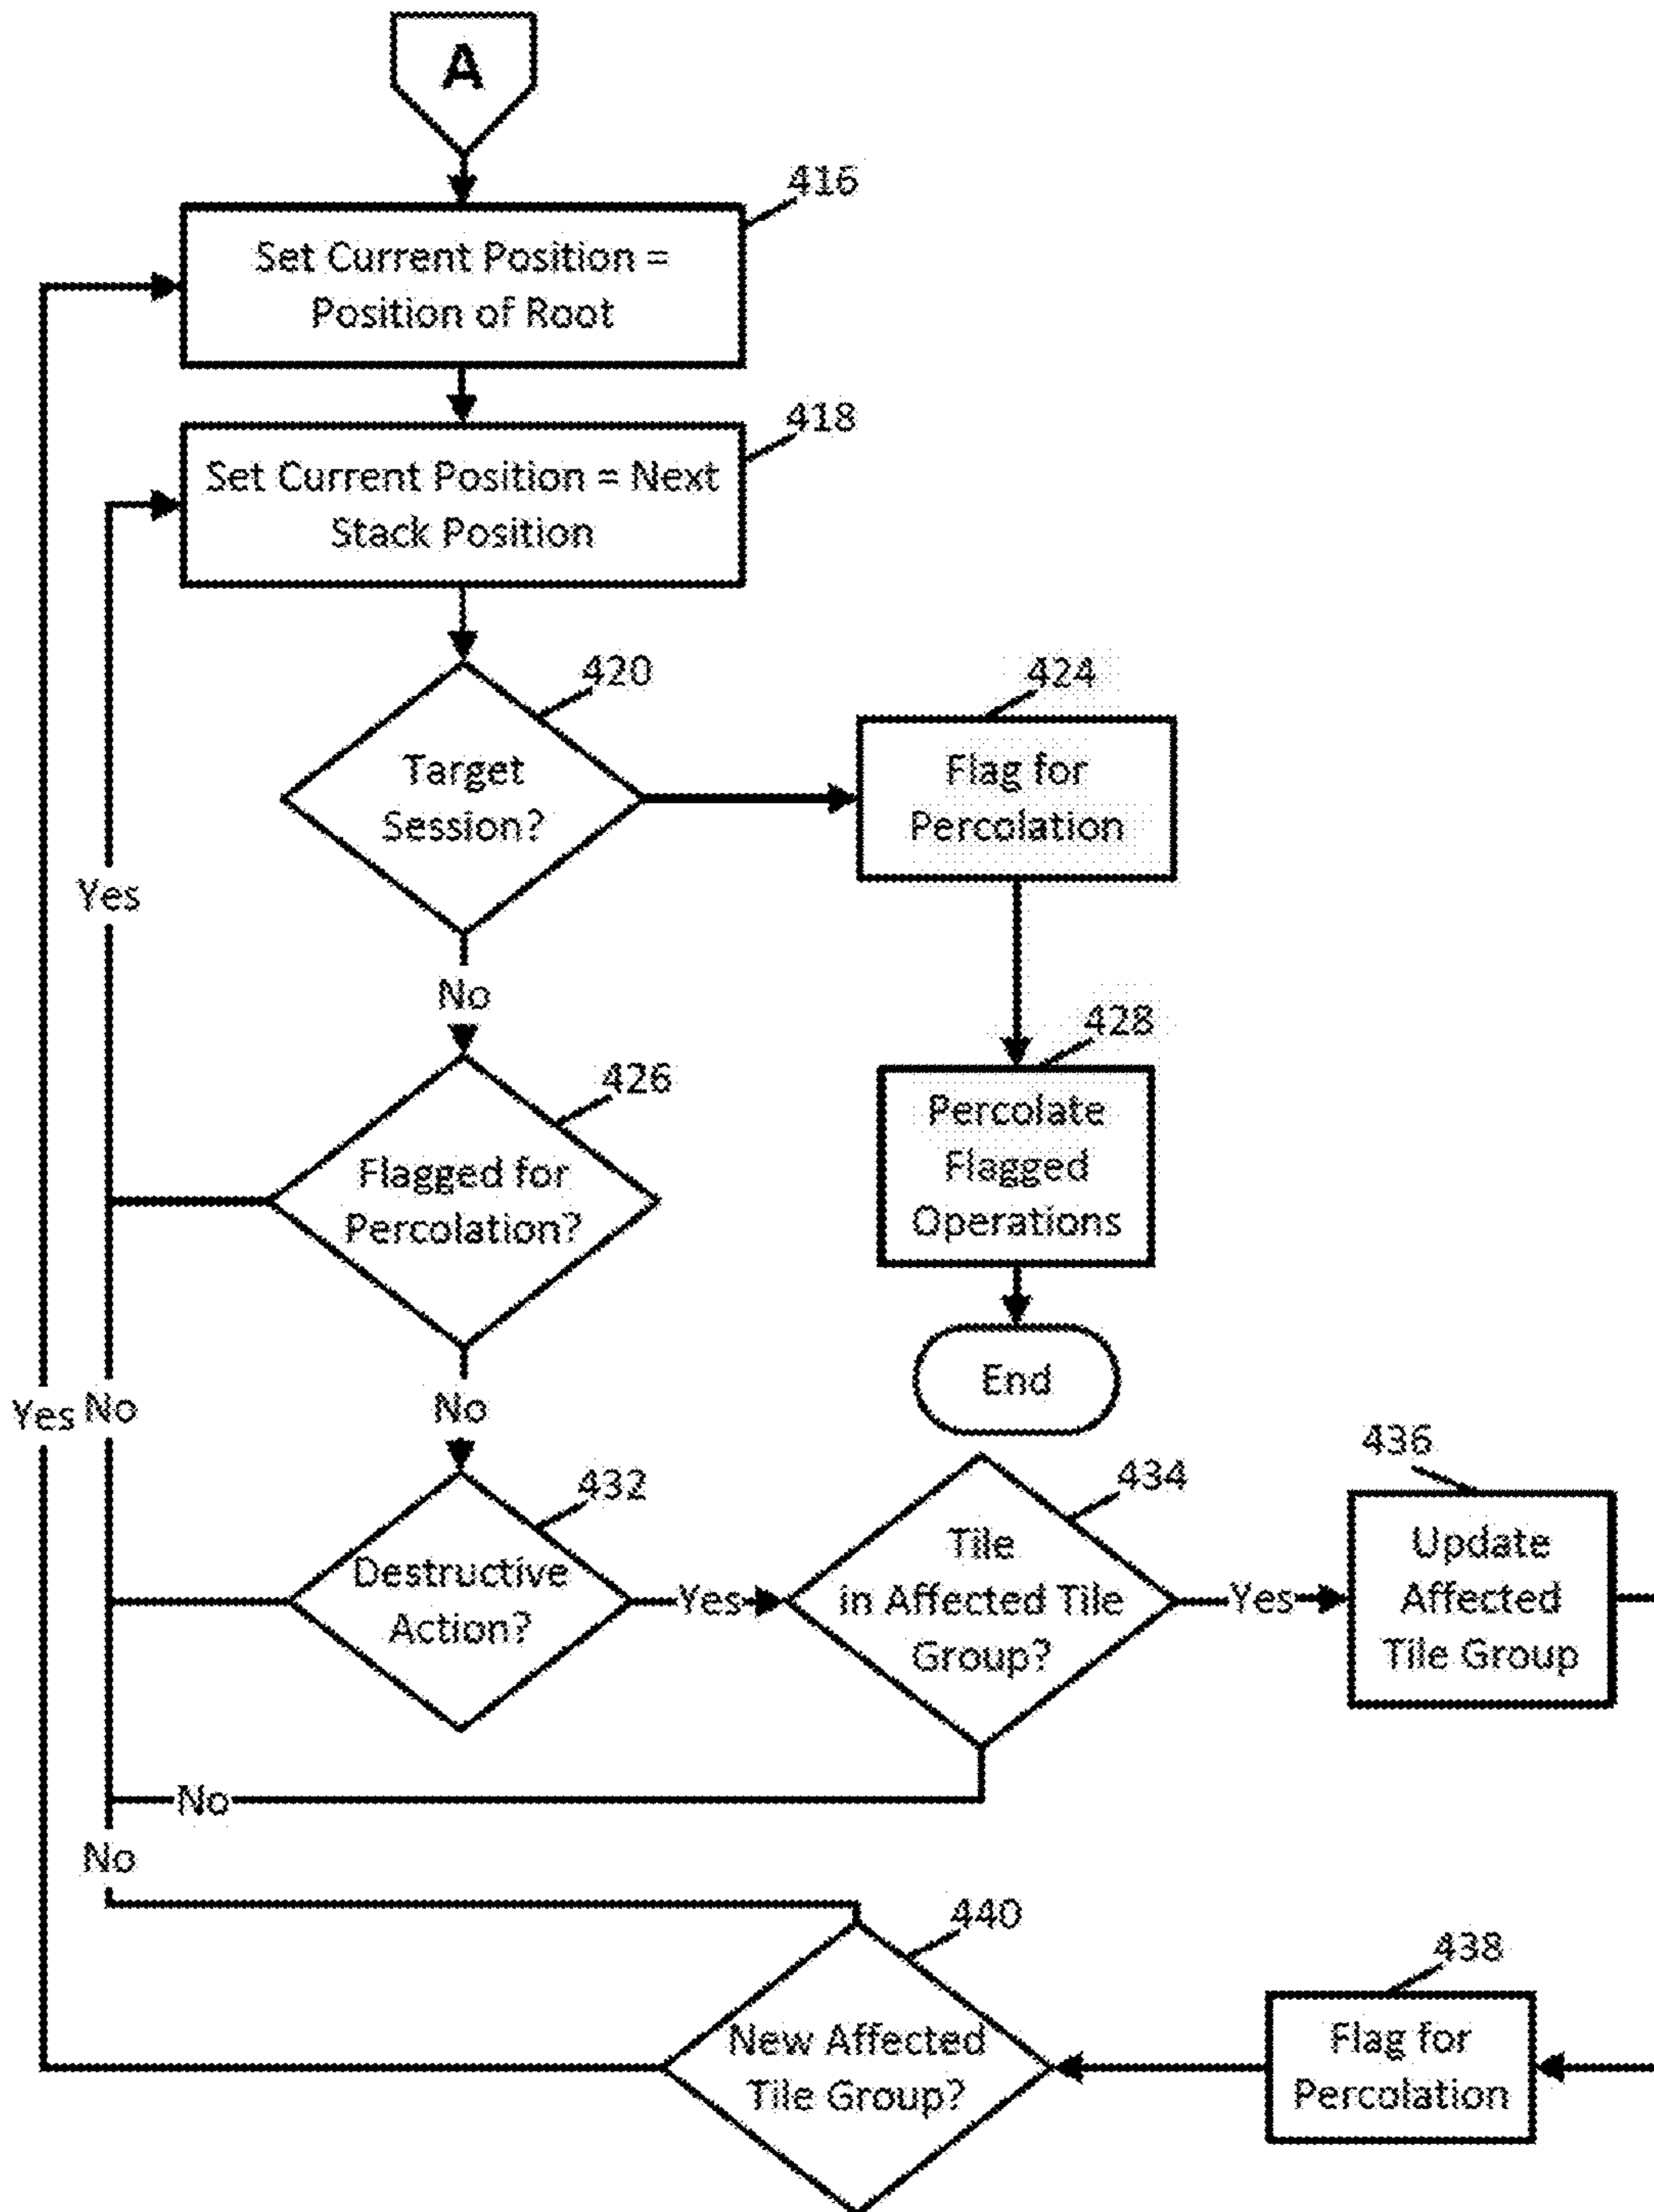 A
416
Set Current Position =
Position of Root
418
Set Current Position = Next
Stack Position
420
Target
Session?
424
Flag for
Percolation
Yes
No
428
Percolate
Flagged
Operations
426
Flagged for
Percolation?
End
Yes
No
No
432
Destructive
Action?
Yes
434
Tile
in Affected Tile
Group?
Yes
436
Update
Affected
Tile Group
No
No
440
New Affected
Tile Group?
438
Flag for
Percolation